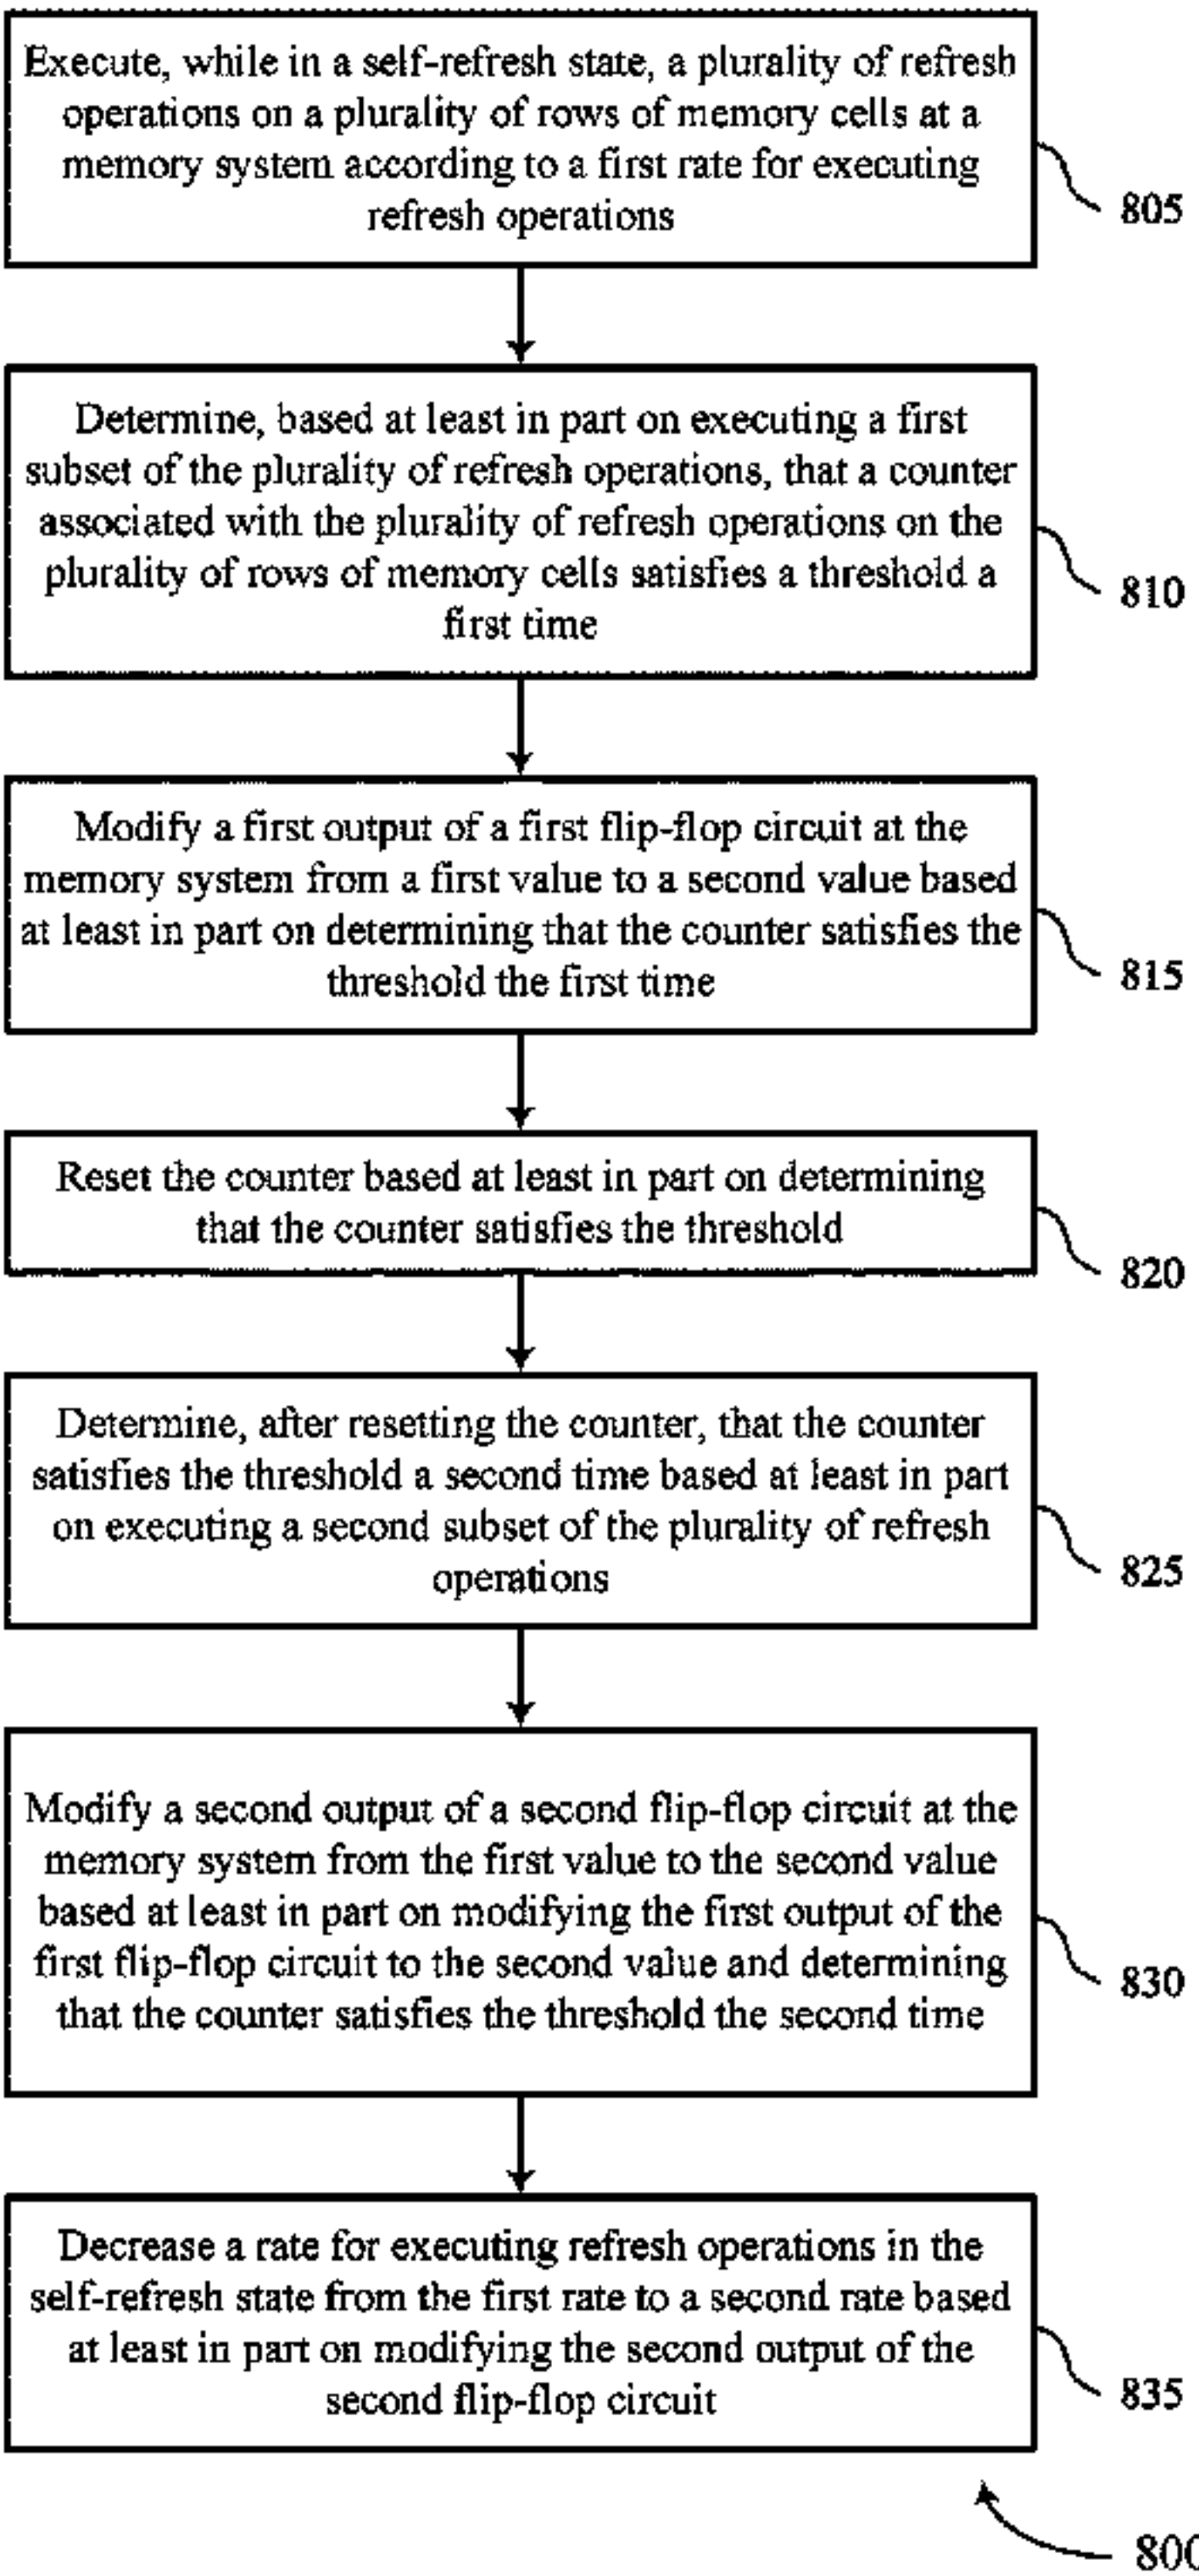 Execute, while in a self-refresh state, a plurality of refresh
operations on a plurality of rows of memory cells at a
memory system according to a first rate for executing
refresh operations
805
Determine, based at least in part on executing a first
subset of the plurality of refresh operations, that a counter
associated with the plurality of refresh operations on the
plurality of rows of memory cells satisfies a threshold a
first time
810
Modify a first output of a first flip-flop circuit at the
memory system from a first value to a second value based
at least in part on determining that the counter satisfies the
threshold the first time
815
Reset the counter based at least in part on determining
that the counter satisfies the threshold
820
Determine, after resetting the counter, that the counter
satisfies the threshold a second time based at least in part
on executing a second subset of the plurality of refresh
operations
825
Modify a second output of a second flip-flop circuit at the
memory system from the first value to the second value
based at least in part on modifying the first output of the
first flip-flop circuit to the second value and determining
that the counter satisfies the threshold the second time
830
Decrease a rate for executing refresh operations in the
self-refresh state from the first rate to a second rate based
at least in part on modifying the second output of the
second flip-flop circuit
835
800